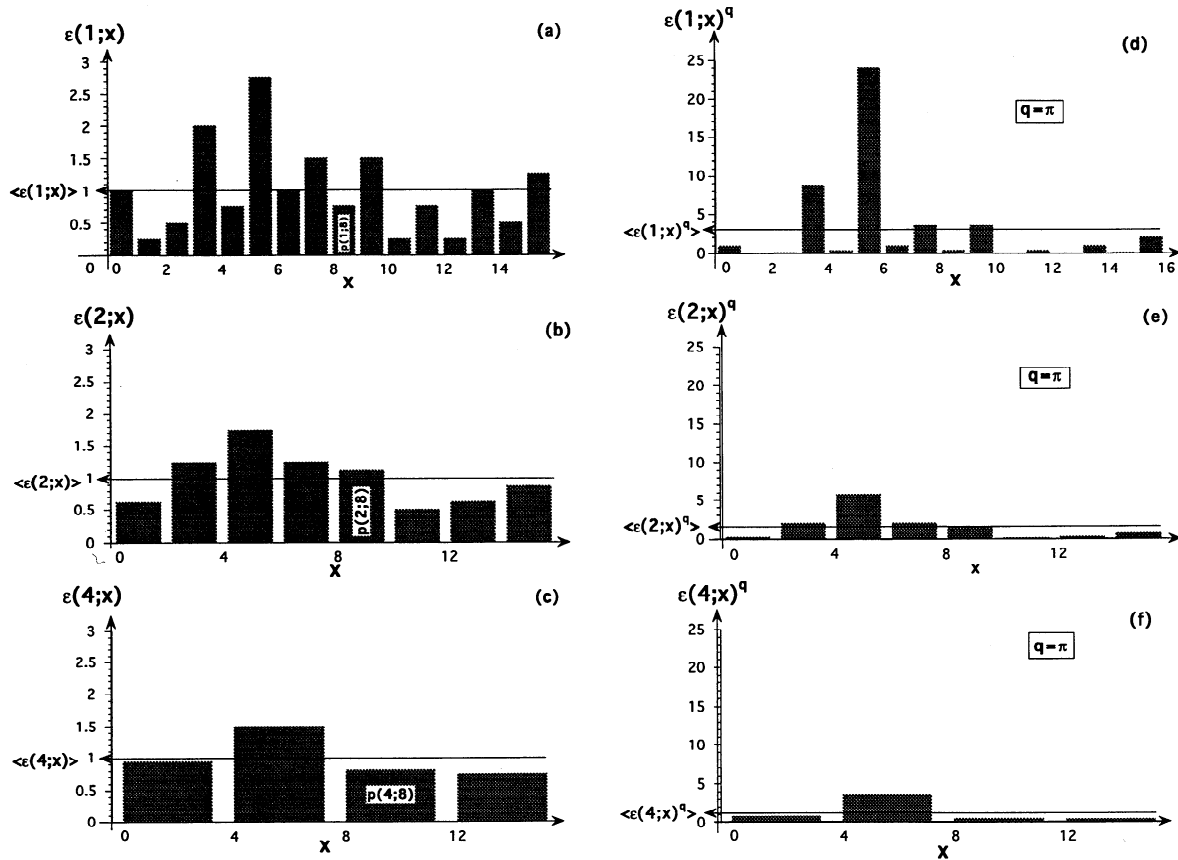 ε(1;x)
(a)
3
2.5
2
1.5
<ε(1;x)> 1
0.5
p(1;8)
0 0 2 4 6 8 10 12 14
X
ε(2;x)
(b)
3
2.5
2
1.5
<ε(2;x)> 1
0.5
p(2;8)
0
0 4 8 12
X
ε(4;x)
(c)
3
2.5
2
1.5
<ε(4;x)> 1
0.5
p(4;8)
0
0 4 8 12
X
ε(1;x)^q
(d)
25
20
q=π
15
10
5
<ε(1;x)^q>
0
0 2 4 6 8 10 12 14 16
X
ε(2;x)^q
(e)
25
q=π
20
15
10
5
<ε(2;x)^q>
0
0 4 8 12
x
ε(4;x)^q
(f)
25
q=π
20
15
10
5
<ε(4;x)^q>
0
0 4 8 12
X